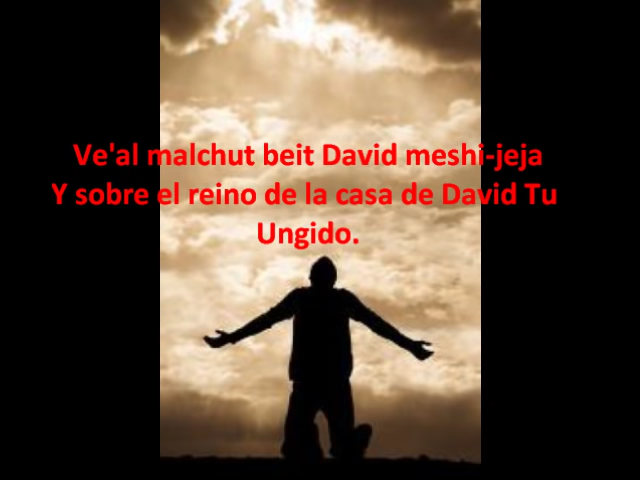 Ve'al malchut beit David meshi-jeja
Y sobre el reino de la casa de David Tu
Ungido.